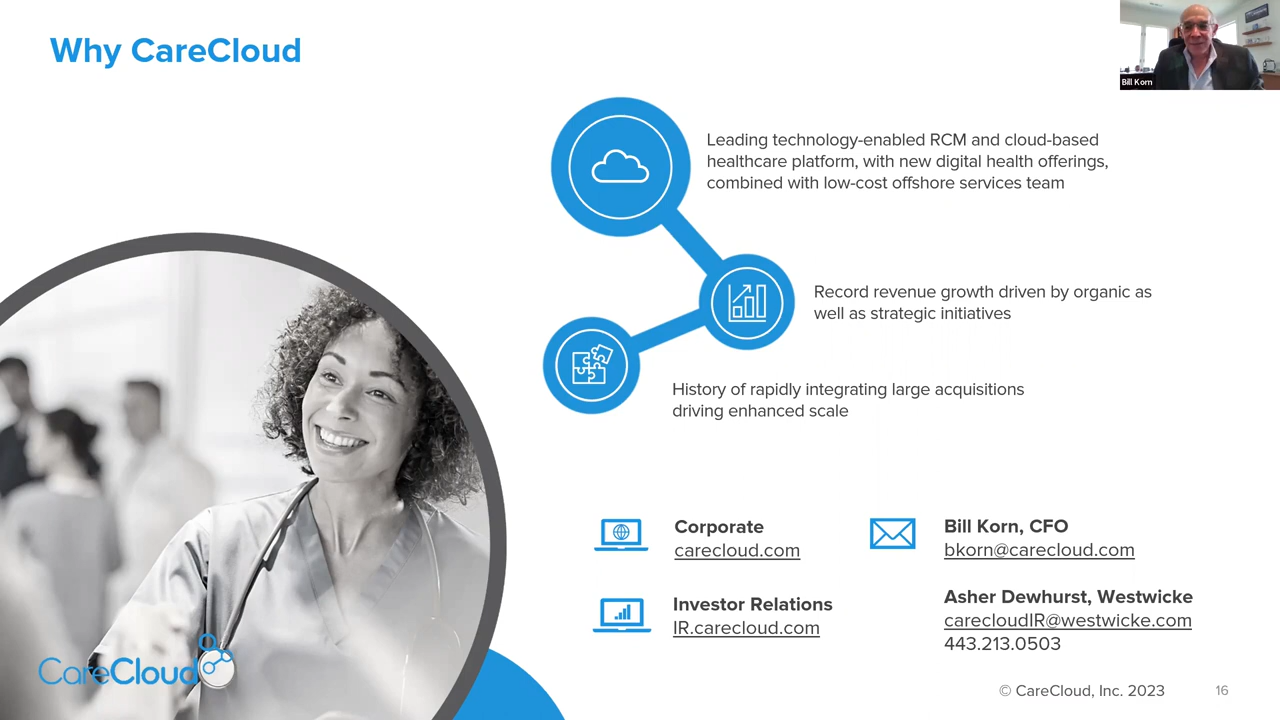 Why CareCloud
Bill Korn
Leading technology-enabled RCM and cloud-based
healthcare platform, with new digital health offerings,
combined with low-cost offshore services team
Record revenue growth driven by organic as
well as strategic initiatives
History of rapidly integrating large acquisitions
driving enhanced scale
Corporate
carecloud.com
Investor Relations
IR.carecloud.com
Bill Korn, CFO
bkorn@carecloud.com
Asher Dewhurst, Westwicke
carecloudIR@westwicke.com
443.213.0503
CareCloud
© CareCloud, Inc. 2023
16